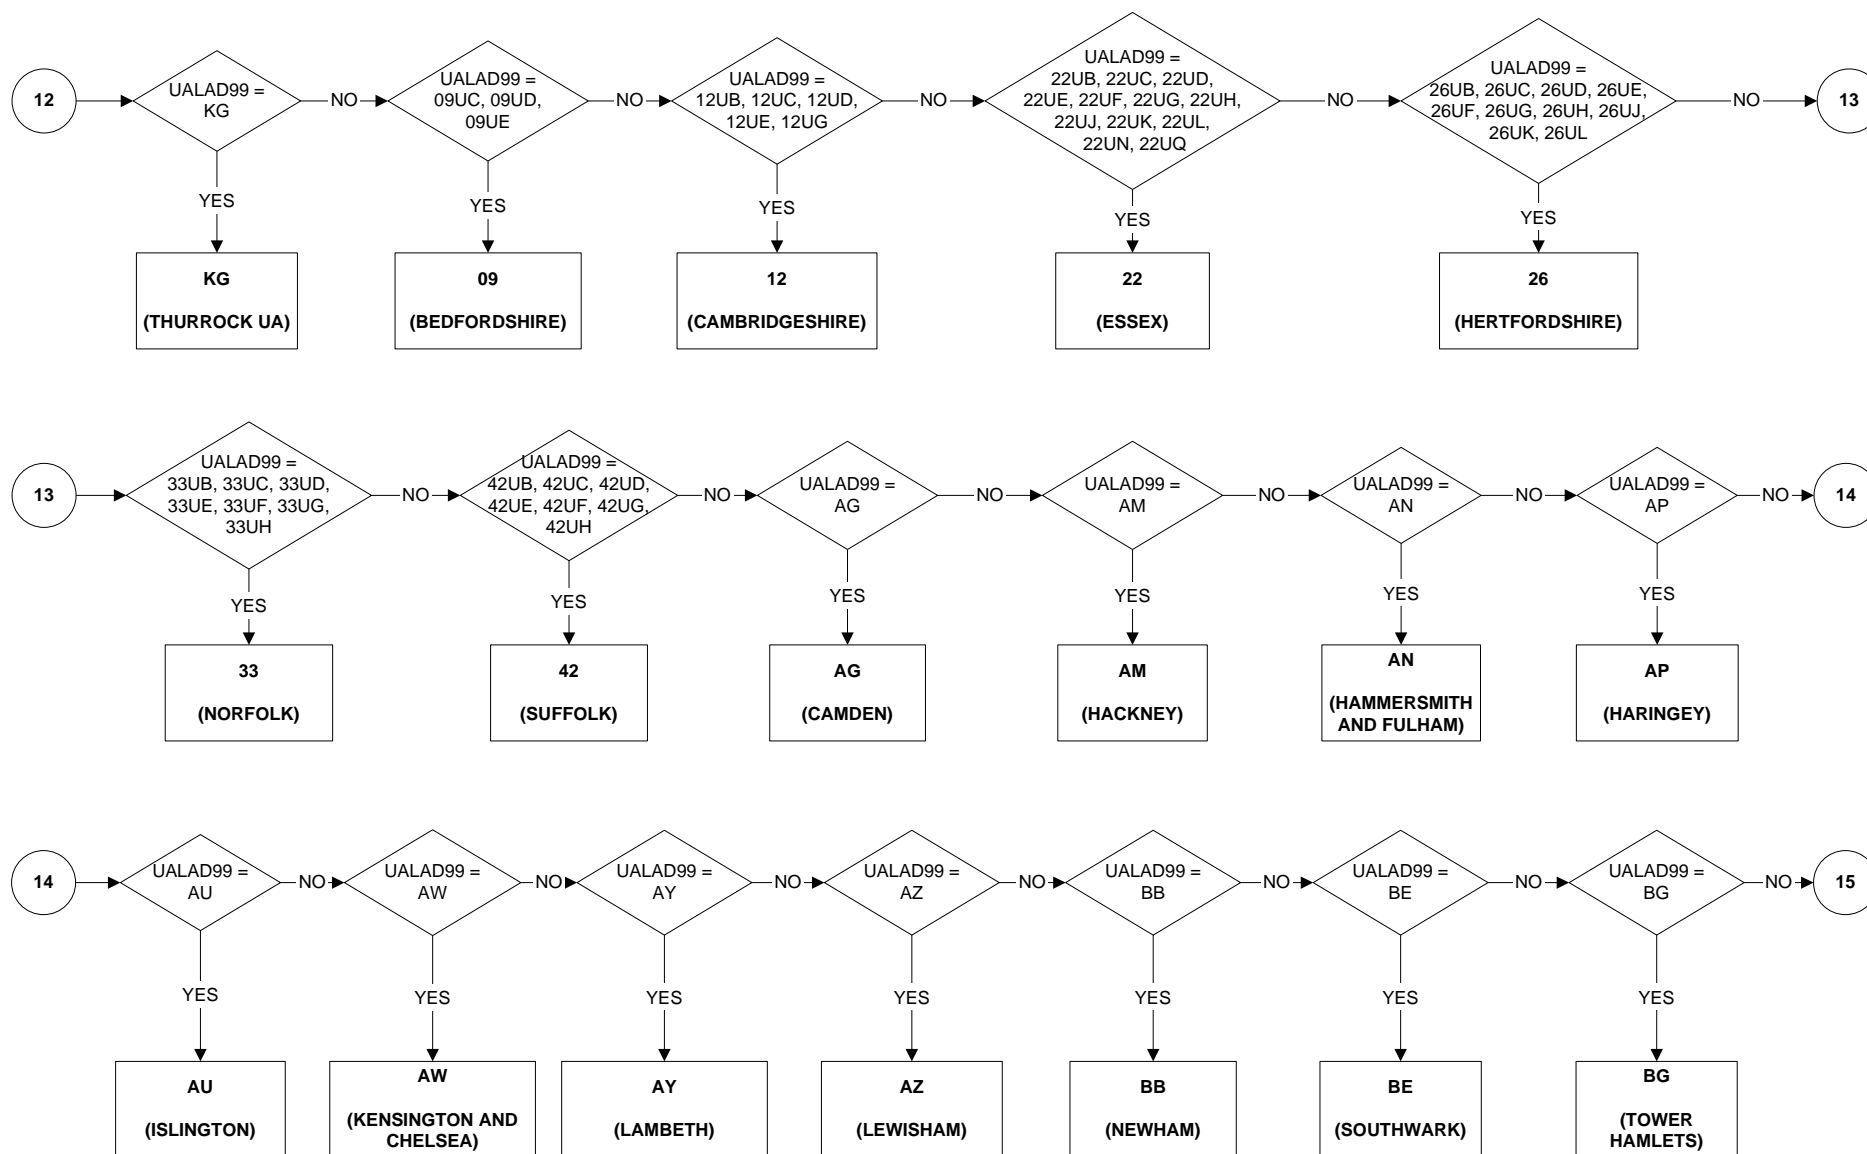 12
UALAD99 =
KG
NO
UALAD99 =
09UC, 09UD,
09UE
NO
UALAD99 =
12UB, 12UC, 12UD,
12UE, 12UG
NO
UALAD99 =
22UB, 22UC, 22UD,
22UE, 22UF, 22UG, 22UH,
22UJ, 22UK, 22UL,
22UN, 22UQ
NO
UALAD99 =
26UB, 26UC, 26UD, 26UE,
26UF, 26UG, 26UH, 26UJ,
26UK, 26UL
NO
13
YES
YES
YES
YES
YES
KG
(THURROCK UA)
09
(BEDFORDSHIRE)
12
(CAMBRIDGESHIRE)
22
(ESSEX)
26
(HERTFORDSHIRE)
13
UALAD99 =
33UB, 33UC, 33UD,
33UE, 33UF, 33UG,
33UH
NO
UALAD99 =
42UB, 42UC, 42UD,
42UE, 42UF, 42UG,
42UH
NO
UALAD99 =
AG
NO
UALAD99 =
AM
NO
UALAD99 =
AN
NO
UALAD99 =
AP
NO
14
YES
YES
YES
YES
YES
YES
33
(NORFOLK)
42
(SUFFOLK)
AG
(CAMDEN)
AM
(HACKNEY)
AN
(HAMMERSMITH
AND FULHAM)
AP
(HARINGEY)
14
UALAD99 =
AU
NO
UALAD99 =
AW
NO
UALAD99 =
AY
NO
UALAD99 =
AZ
NO
UALAD99 =
BB
NO
UALAD99 =
BE
NO
UALAD99 =
BG
NO
15
YES
YES
YES
YES
YES
YES
YES
AU
(ISLINGTON)
AW
(KENSINGTON AND
CHELSEA)
AY
(LAMBETH)
AZ
(LEWISHAM)
BB
(NEWHAM)
BE
(SOUTHWARK)
BG
(TOWER
HAMLETS)